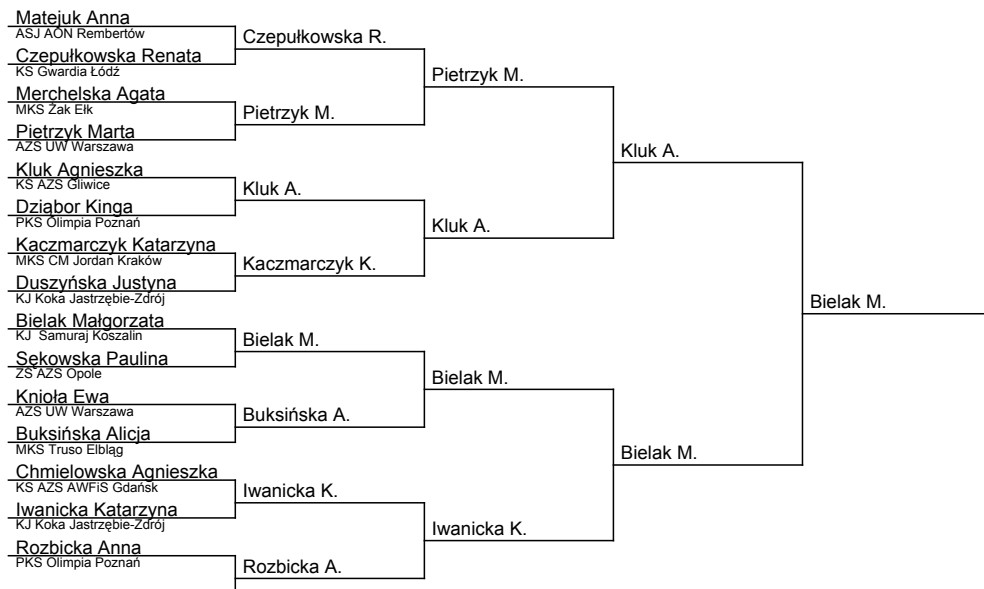 Matejuk Anna
ASJ AON Rembertów
Czepułkowska R.
Czepułkowska Renata
KS Gwardia Łódź
Pietrzyk M.
Merchelska Agata
MKS Żak Ełk
Pietrzyk M.
Pietrzyk Marta
AZS UW Warszawa
Kluk A.
Kluk Agnieszka
KS AZS Gliwice
Kluk A.
Dziąbor Kinga
PKS Olimpia Poznań
Kluk A.
Kaczmarczyk Katarzyna
MKS CM Jordan Kraków
Kaczmarczyk K.
Duszyńska Justyna
KJ Koka Jastrzębie-Zdrój
Bielak M.
Bielak Małgorzata
KJ Samuraj Koszalin
Bielak M.
Sękowska Paulina
ZS AZS Opole
Bielak M.
Knioła Ewa
AZS UW Warszawa
Buksińska A.
Buksińska Alicja
MKS Truso Elbląg
Bielak M.
Chmielowska Agnieszka
KS AZS AWFiS Gdańsk
Iwanicka K.
Iwanicka Katarzyna
KJ Koka Jastrzębie-Zdrój
Iwanicka K.
Rozbicka Anna
PKS Olimpia Poznań
Rozbicka A.